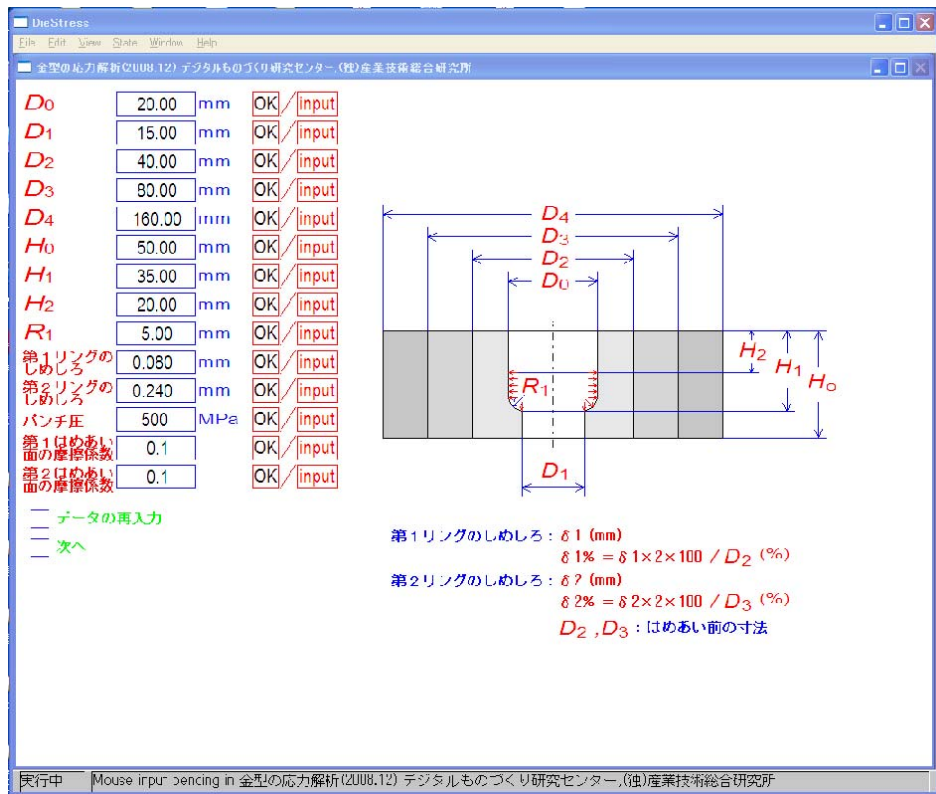 DieStress
File Edit View State Window Help
金型の応力解析(2008.12) デジタルものづくり研究センター,(独)産業技術総合研究所
D0 20.00 mm OK / input
D1 15.00 mm OK / input
D2 40.00 mm OK / input
D3 80.00 mm OK / input
D4 160.00 mm OK / input
H0 50.00 mm OK / input
H1 35.00 mm OK / input
H2 20.00 mm OK / input
R1 5.00 mm OK / input
第1リングの
しめしろ 0.080 mm OK / input
第2リングの
しめしろ 0.240 mm OK / input
パンチ圧 500 MPa OK / input
第1はめあい
面の摩擦係数 0.1 OK / input
第2はめあい
面の摩擦係数 0.1 OK / input
データの再入力
次へ
D4
D3
D2
D0
H2
H1
H0
R1
D1
第1リングのしめしろ : δ1 (mm)
δ1% = δ1×2×100 / D2 (%)
第2リングのしめしろ : δ2 (mm)
δ2% = δ2×2×100 / D3 (%)
D2 , D3 : はめあい前の寸法
実行中 Mouse input pending in 金型の応力解析(2008.12) デジタルものづくり研究センター,(独)産業技術総合研究所